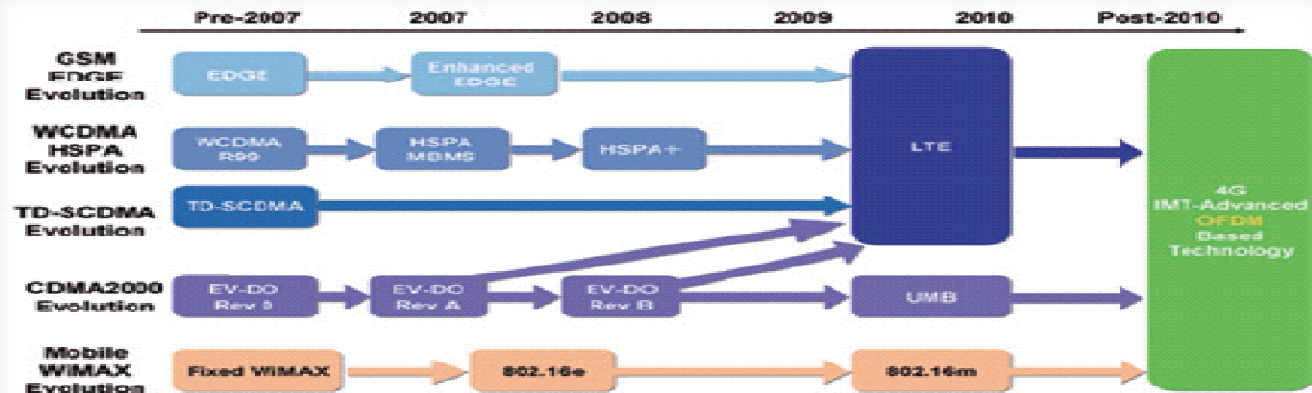 Pre-2007 2007 2008 2009 2010 Post-2010
GSM
EDGE
Evolution
EDGE
Enhanced
EDGE
WCDMA
HSPA
Evolution
WCDMA
R99
HSPA
MBMS
HSPA+
LTE
TD-SCDMA
Evolution
TD-SCDMA
CDMA2000
Evolution
EV-DO
Rev 0
EV-DO
Rev A
EV-DO
Rev B
UMB
Mobile
WiMAX
Evolution
Fixed WiMAX
802.16e
802.16m
4G
IMT-Advanced
OFDM
Based
Technology